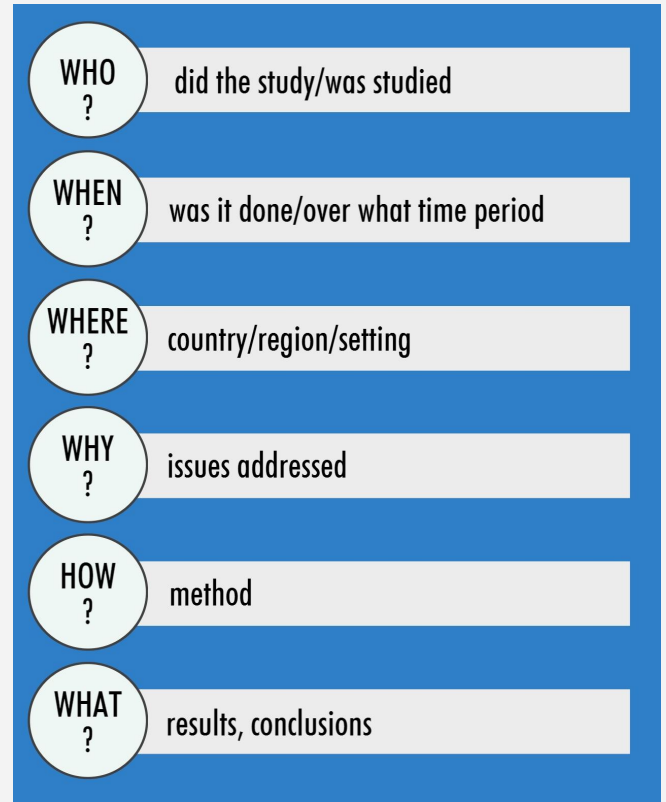 WHO
?
did the study/was studied
WHEN
?
was it done/over what time period
WHERE
?
country/region/setting
WHY
?
issues addressed
HOW
?
method
WHAT
?
results, conclusions